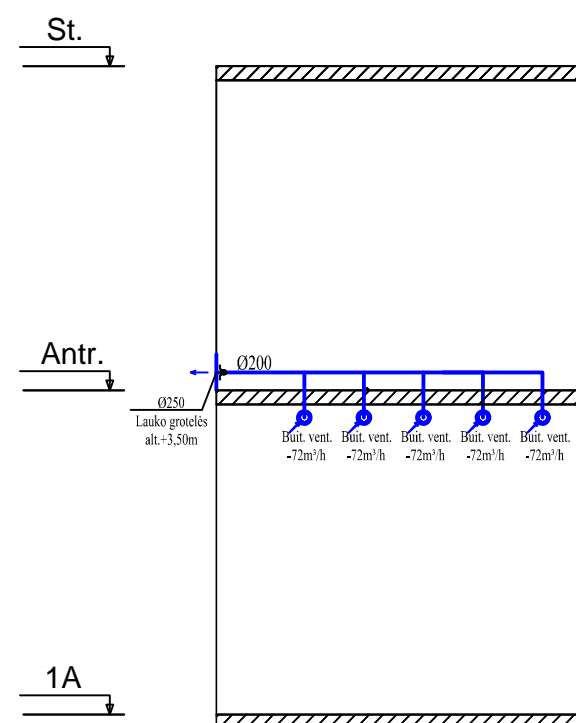 St.
Antr.
Ø200
Ø250
Lauko grotelės
alt.+3,50m
Buit. vent.
-72m³/h
Buit. vent.
-72m³/h
Buit. vent.
-72m³/h
Buit. vent.
-72m³/h
Buit. vent.
-72m³/h
1A